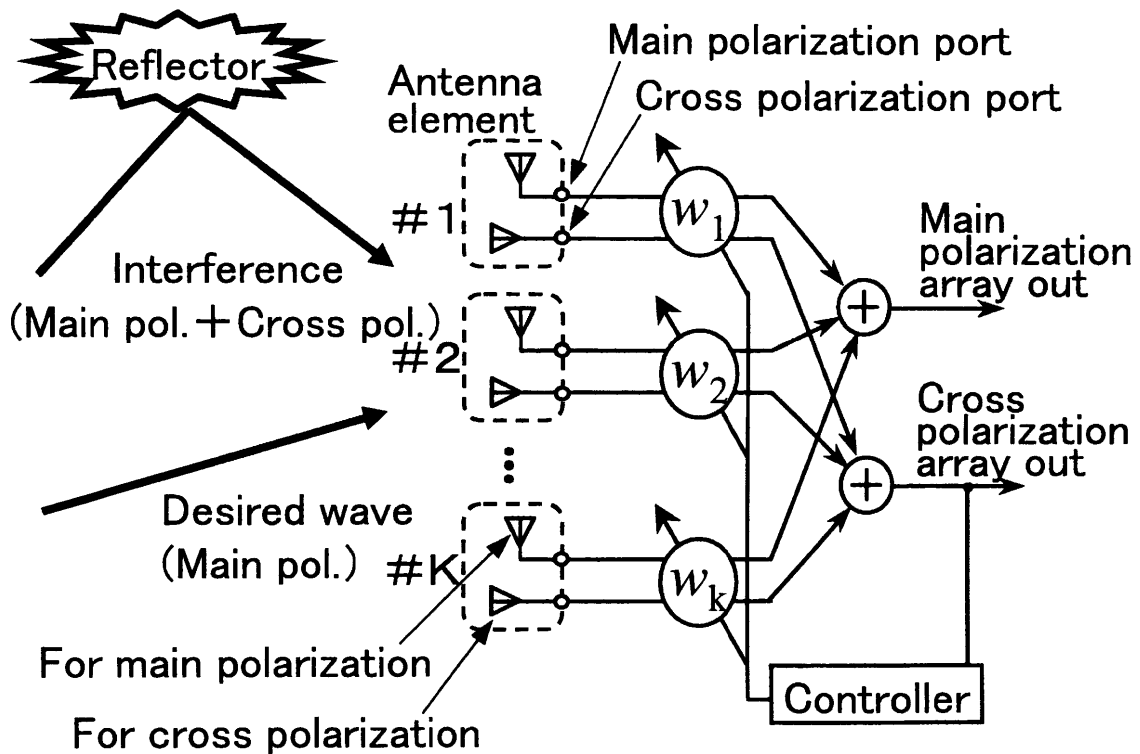 Reflector
Main polarization port
Cross polarization port
Antenna
element
#1
w1
Interference
(Main pol.+Cross pol.)
Main
polarization
array out
#2
w2
Cross
polarization
array out
Desired wave
(Main pol.)
#K
wk
For main polarization
For cross polarization
Controller